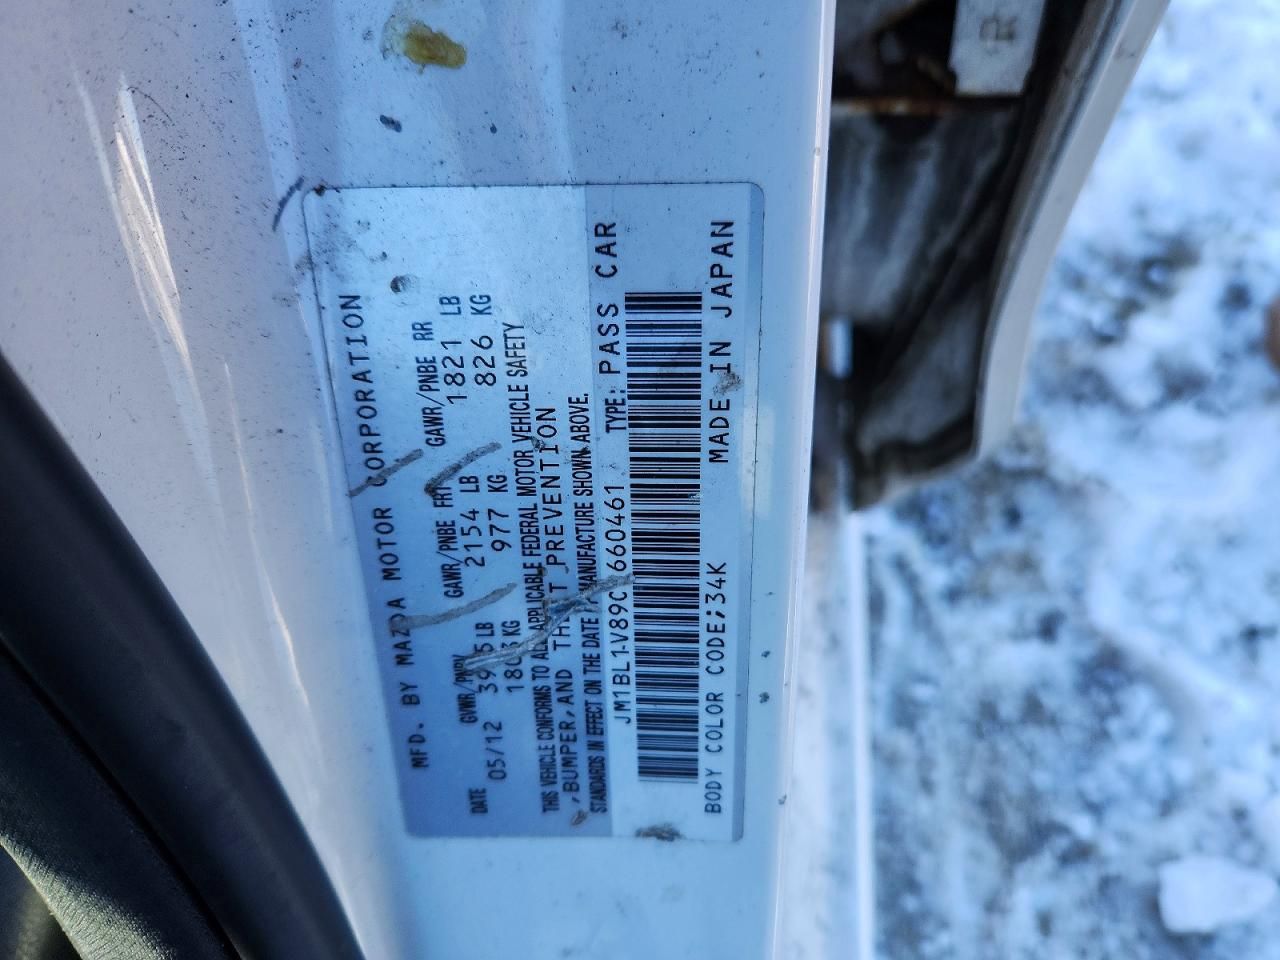 MFD. BY MAZDA MOTOR CORPORATION
DATE GVWR/PNBV GAWR/PNBE FRT GAWR/PNBE RR
05/12 LB 2154 LB 1821 LB
KG 977 KG 826 KG
THIS VEHICLE CONFORMS TO ALL APPLICABLE FEDERAL MOTOR VEHICLE SAFETY
,BUMPER,AND THEFT PREVENTION
STANDARDS IN EFFECT ON THE DATE OF MANUFACTURE SHOWN ABOVE.
JM1BL1V89C 660461 TYPE: PASS CAR
BODY COLOR CODE;34K MADE IN JAPAN